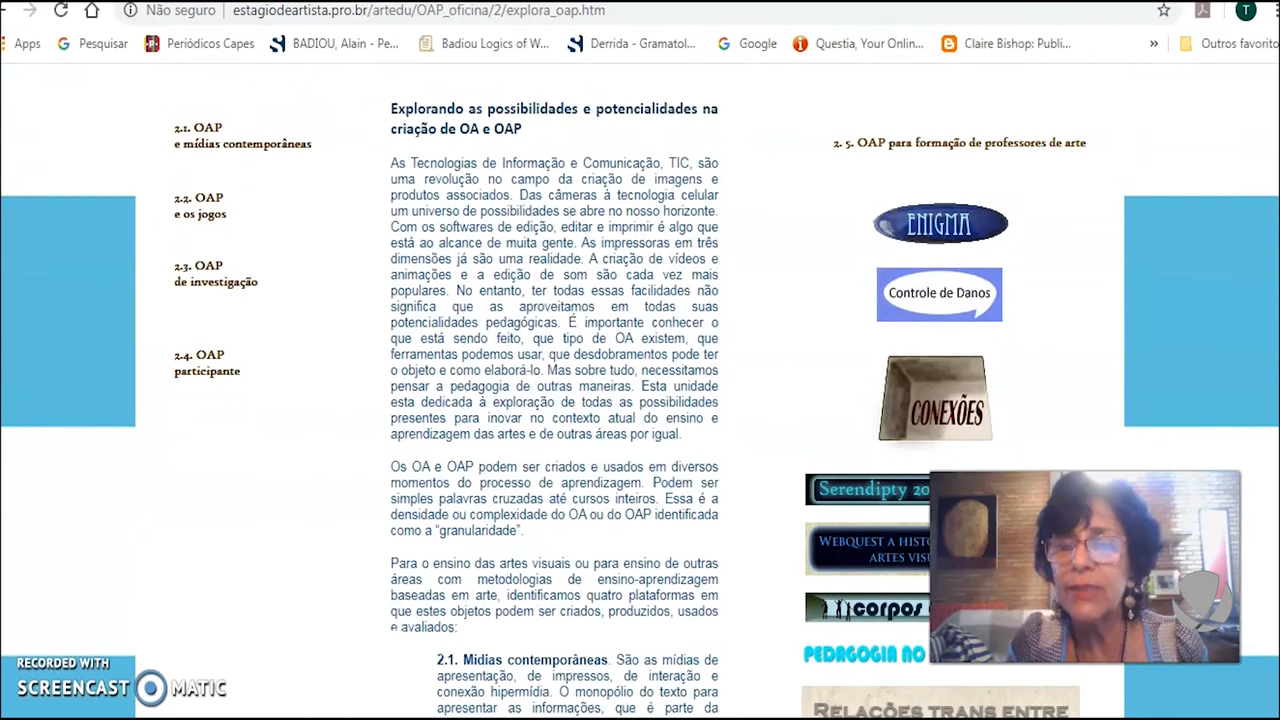 Não seguro | estagiodeartista.pro.br/artedu/OAP_oficina/2/explora_oap.htm
T
Apps
Pesquisar
Periódicos Capes
BADIOU, Alain - Pe...
Badiou Logics of W...
Derrida - Gramatol...
Google
Questia, Your Onlin...
Claire Bishop: Publi...
»
Outros favorito
2.1. OAP
e mídias contemporâneas
2.2. OAP
e os jogos
2.3. OAP
de investigação
2.4. OAP
participante
Explorando as possibilidades e potencialidades na
criação de OA e OAP
As Tecnologias de Informação e Comunicação, TIC, são
uma revolução no campo da criação de imagens e
produtos associados. Das câmeras à tecnologia celular
um universo de possibilidades se abre no nosso horizonte.
Com os softwares de edição, editar e imprimir é algo que
está ao alcance de muita gente. As impressoras em três
dimensões já são uma realidade. A criação de vídeos e
animações e a edição de som são cada vez mais
populares. No entanto, ter todas essas facilidades não
significa que as aproveitamos em todas suas
potencialidades pedagógicas. É importante conhecer o
que está sendo feito, que tipo de OA existem, que
ferramentas podemos usar, que desdobramentos pode ter
o objeto e como elaborá-lo. Mas sobre tudo, necessitamos
pensar a pedagogia de outras maneiras. Esta unidade
esta dedicada à exploração de todas as possibilidades
presentes para inovar no contexto atual do ensino e
aprendizagem das artes e de outras áreas por igual.
Os OA e OAP podem ser criados e usados em diversos
momentos do processo de aprendizagem. Podem ser
simples palavras cruzadas até cursos inteiros. Essa é a
densidade ou complexidade do OA ou do OAP identificada
como a “granularidade”.
Para o ensino das artes visuais ou para ensino de outras
áreas com metodologias de ensino-aprendizagem
baseadas em arte, identificamos quatro plataformas em
que estes objetos podem ser criados, produzidos, usados
e avaliados:
2.1. Mídias contemporâneas. São as mídias de
apresentação, de impressos, de interação e
conexão hipermídia. O monopólio do texto para
apresentar as informações, que é parte da
2. 5. OAP para formação de professores de arte
ENIGMA
Controle de Danos
CONEXÕES
Serendipty 20
WEBQUEST A HIST
ARTES VISU
corpos
PEDAGOGIA NO
RELAÇÕES TRANS ENTRE
RECORDED WITH
SCREENCAST MATIC